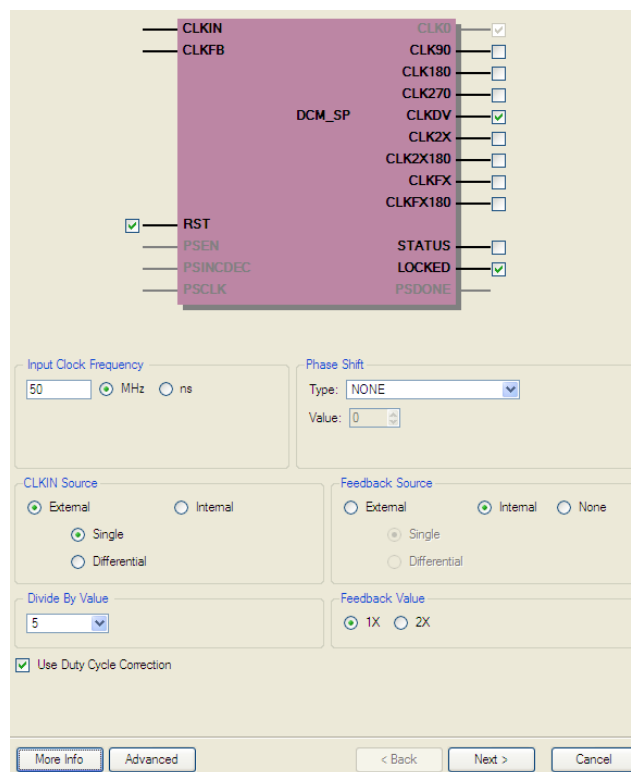 CLKIN CLK0
CLKFB CLK90
CLK180
CLK270
DCM_SP CLKDV
CLK2X
CLK2X180
CLKFX
CLKFX180
RST
PSEN STATUS
PSINCDEC LOCKED
PSCLK PSDONE
Input Clock Frequency
50 MHz ns
Phase Shift
Type: NONE
Value: 0
CLKIN Source
External Internal
Single
Differential
Feedback Source
External Internal None
Single
Differential
Divide By Value
5
Feedback Value
1X 2X
Use Duty Cycle Correction
More Info Advanced < Back Next > Cancel